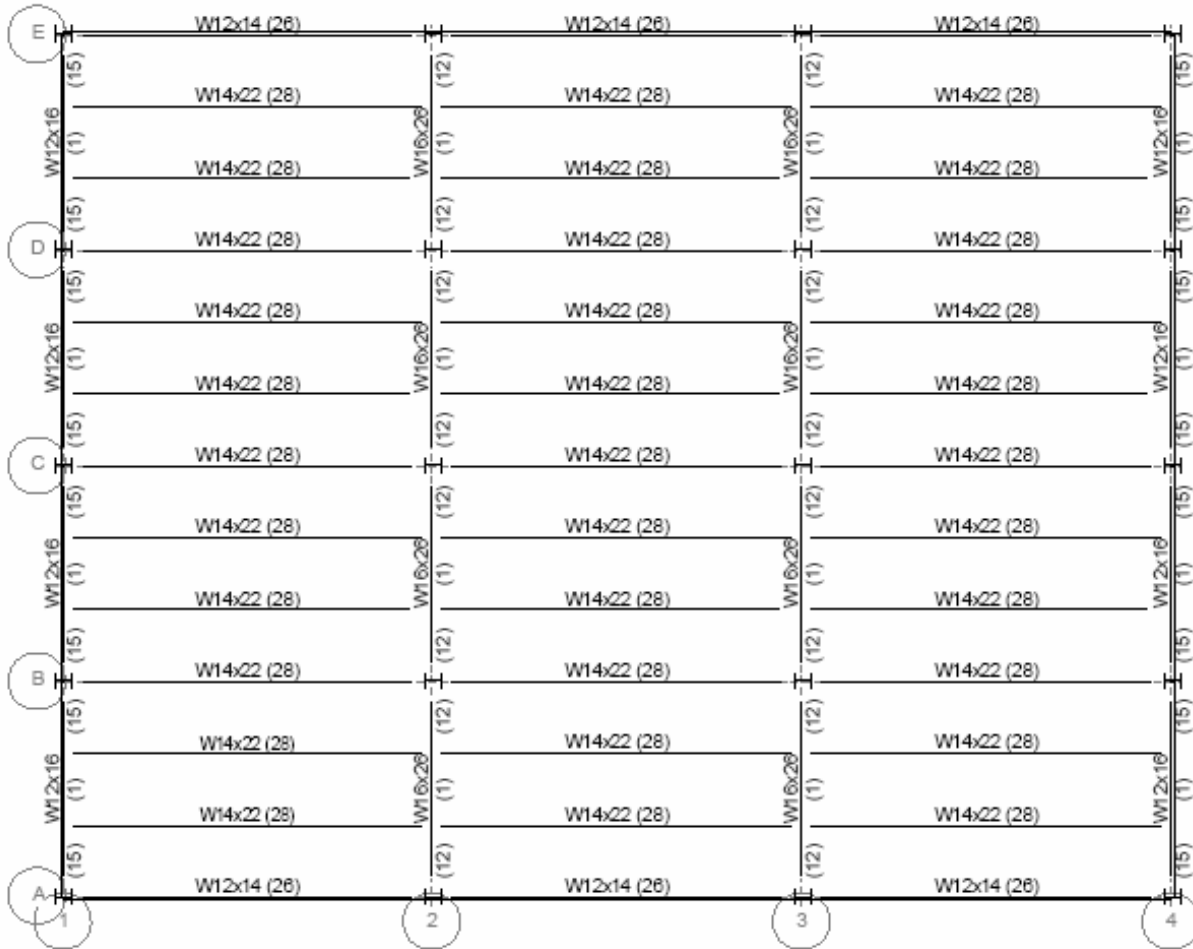 E W12x14 (26) W12x14 (26) W12x14 (26)
(15) (12) (12) (15)
W14x22 (28) W14x22 (28) W14x22 (28)
W12x16 (1) W16x26 (1) W16x26 (1) W12x16 (1)
W14x22 (28) W14x22 (28) W14x22 (28)
(15) (12) (12) (15)
D W14x22 (28) W14x22 (28) W14x22 (28)
(15) (12) (12) (15)
W14x22 (28) W14x22 (28) W14x22 (28)
W12x16 (1) W16x26 (1) W16x26 (1) W12x16 (1)
W14x22 (28) W14x22 (28) W14x22 (28)
(15) (12) (12) (15)
C W14x22 (28) W14x22 (28) W14x22 (28)
(15) (12) (12) (15)
W14x22 (28) W14x22 (28) W14x22 (28)
W12x16 (1) W16x26 (1) W16x26 (1) W12x16 (1)
W14x22 (28) W14x22 (28) W14x22 (28)
(15) (12) (12) (15)
B W14x22 (28) W14x22 (28) W14x22 (28)
(15) (12) (12) (15)
W14x22 (28) W14x22 (28) W14x22 (28)
W12x16 (1) W16x26 (1) W16x26 (1) W12x16 (1)
W14x22 (28) W14x22 (28) W14x22 (28)
(15) (12) (12) (15)
A W12x14 (26) W12x14 (26) W12x14 (26)
1 2 3 4